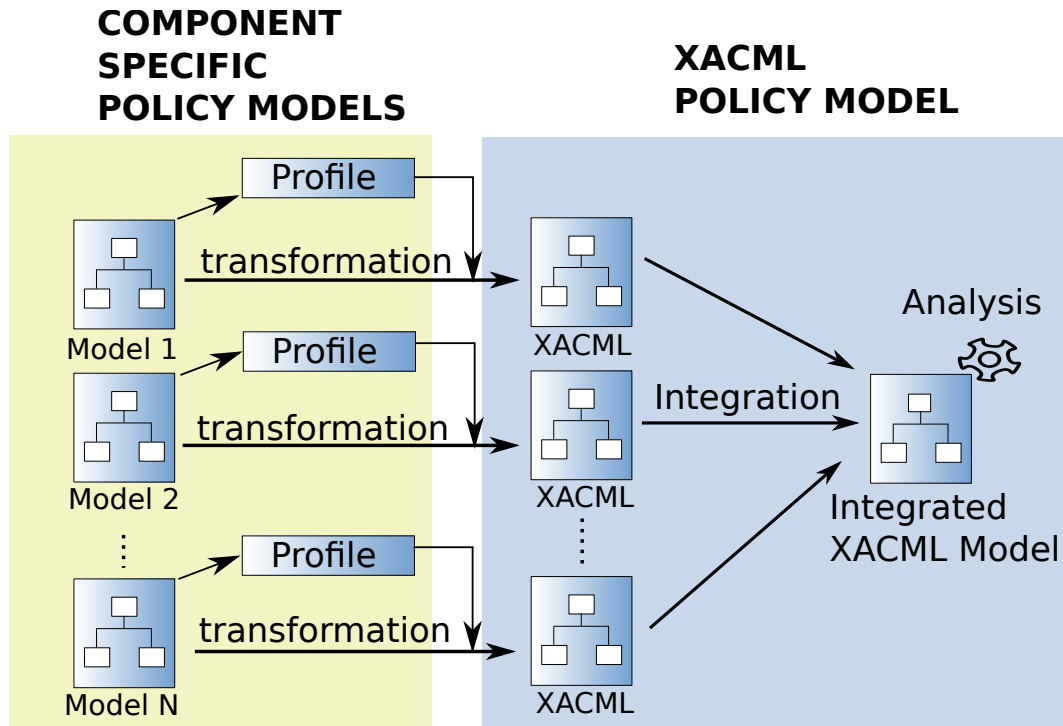 COMPONENT
SPECIFIC
POLICY MODELS
XACML
POLICY MODEL
Profile
transformation
Model 1
XACML
Profile
transformation
Model 2
XACML
Profile
transformation
Model N
XACML
Integration
Analysis
Integrated
XACML Model